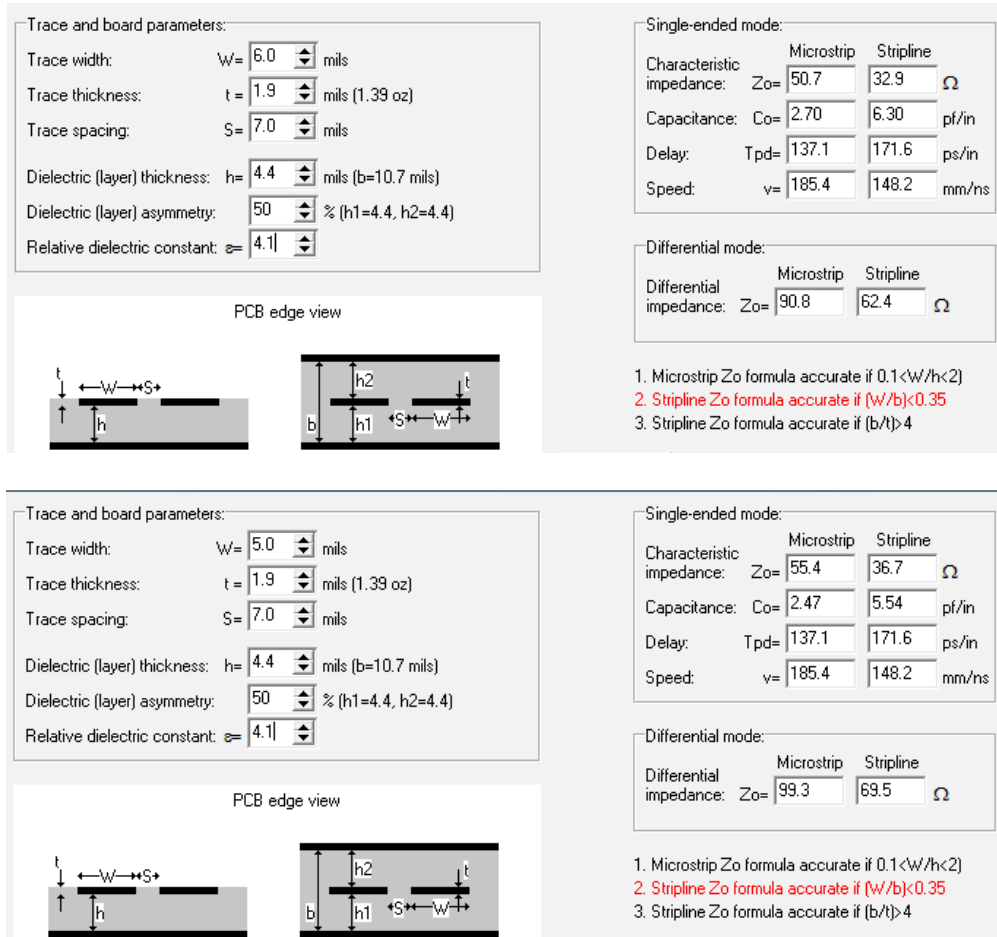 Trace and board parameters:
Trace width: W= 6.0 mils
Trace thickness: t = 1.9 mils (1.39 oz)
Trace spacing: S= 7.0 mils
Dielectric (layer) thickness: h= 4.4 mils (b=10.7 mils)
Dielectric (layer) asymmetry: 50 % (h1=4.4, h2=4.4)
Relative dielectric constant: ε= 4.1
PCB edge view
t W S h
b h2 h1 S W t
Single-ended mode:
Microstrip Stripline
Characteristic
impedance: Zo= 50.7 32.9 Ω
Capacitance: Co= 2.70 6.30 pf/in
Delay: Tpd= 137.1 171.6 ps/in
Speed: v= 185.4 148.2 mm/ns
Differential mode:
Microstrip Stripline
Differential
impedance: Zo= 90.8 62.4 Ω
1. Microstrip Zo formula accurate if 0.1<W/h<2)
2. Stripline Zo formula accurate if (W/b)<0.35
3. Stripline Zo formula accurate if (b/t)>4
Trace and board parameters:
Trace width: W= 5.0 mils
Trace thickness: t = 1.9 mils (1.39 oz)
Trace spacing: S= 7.0 mils
Dielectric (layer) thickness: h= 4.4 mils (b=10.7 mils)
Dielectric (layer) asymmetry: 50 % (h1=4.4, h2=4.4)
Relative dielectric constant: ε= 4.1
PCB edge view
t W S h
b h2 h1 S W t
Single-ended mode:
Microstrip Stripline
Characteristic
impedance: Zo= 55.4 36.7 Ω
Capacitance: Co= 2.47 5.54 pf/in
Delay: Tpd= 137.1 171.6 ps/in
Speed: v= 185.4 148.2 mm/ns
Differential mode:
Microstrip Stripline
Differential
impedance: Zo= 99.3 69.5 Ω
1. Microstrip Zo formula accurate if 0.1<W/h<2)
2. Stripline Zo formula accurate if (W/b)<0.35
3. Stripline Zo formula accurate if (b/t)>4